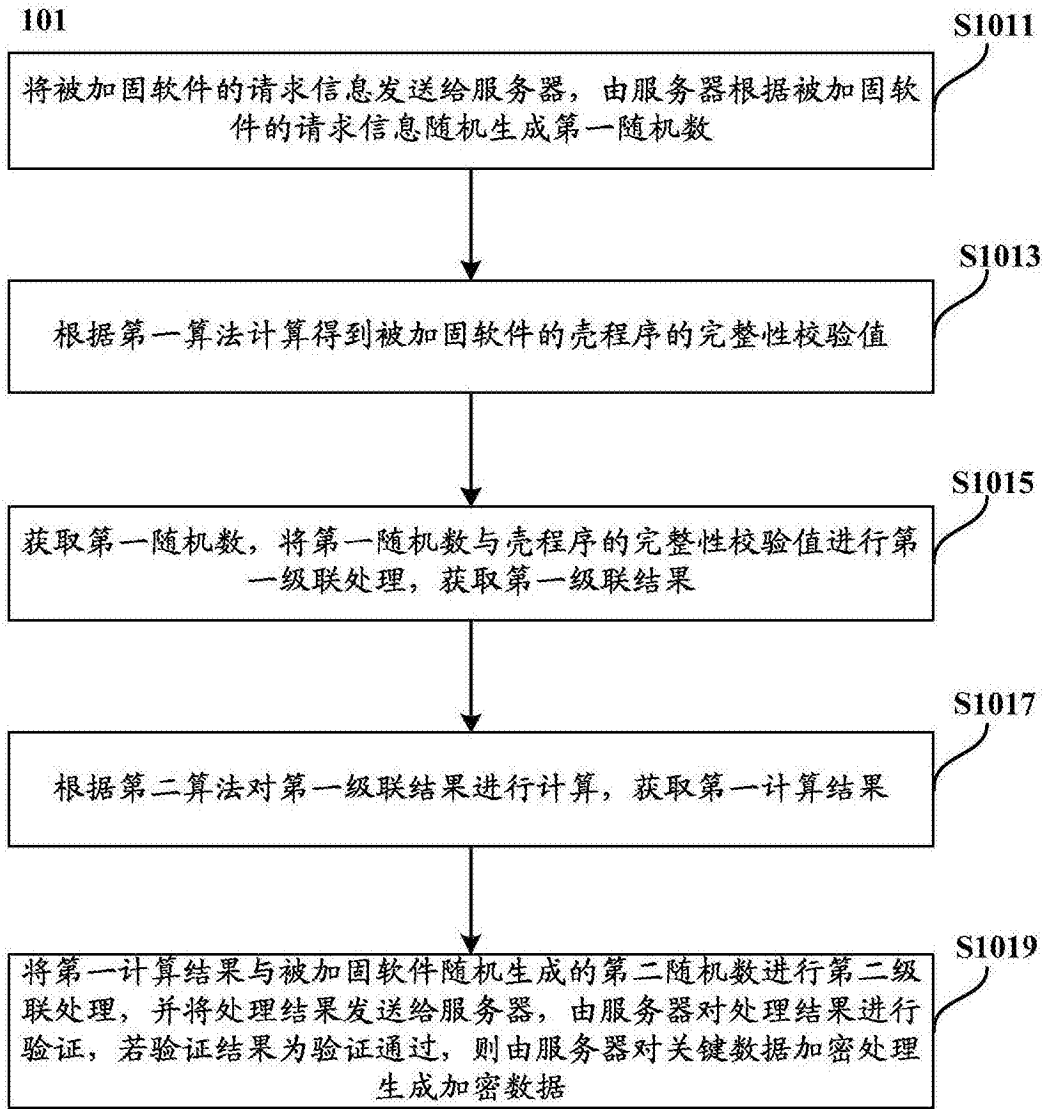 101
S1011
将被加固软件的请求信息发送给服务器，由服务器根据被加固软
件的请求信息随机生成第一随机数
S1013
根据第一算法计算得到被加固软件的壳程序的完整性校验值
S1015
获取第一随机数，将第一随机数与壳程序的完整性校验值进行第
一级联处理，获取第一级联结果
S1017
根据第二算法对第一级联结果进行计算，获取第一计算结果
S1019
将第一计算结果与被加固软件随机生成的第二随机数进行第二级
联处理，并将处理结果发送给服务器，由服务器对处理结果进行
验证，若验证结果为验证通过，则由服务器对关键数据加密处理
生成加密数据